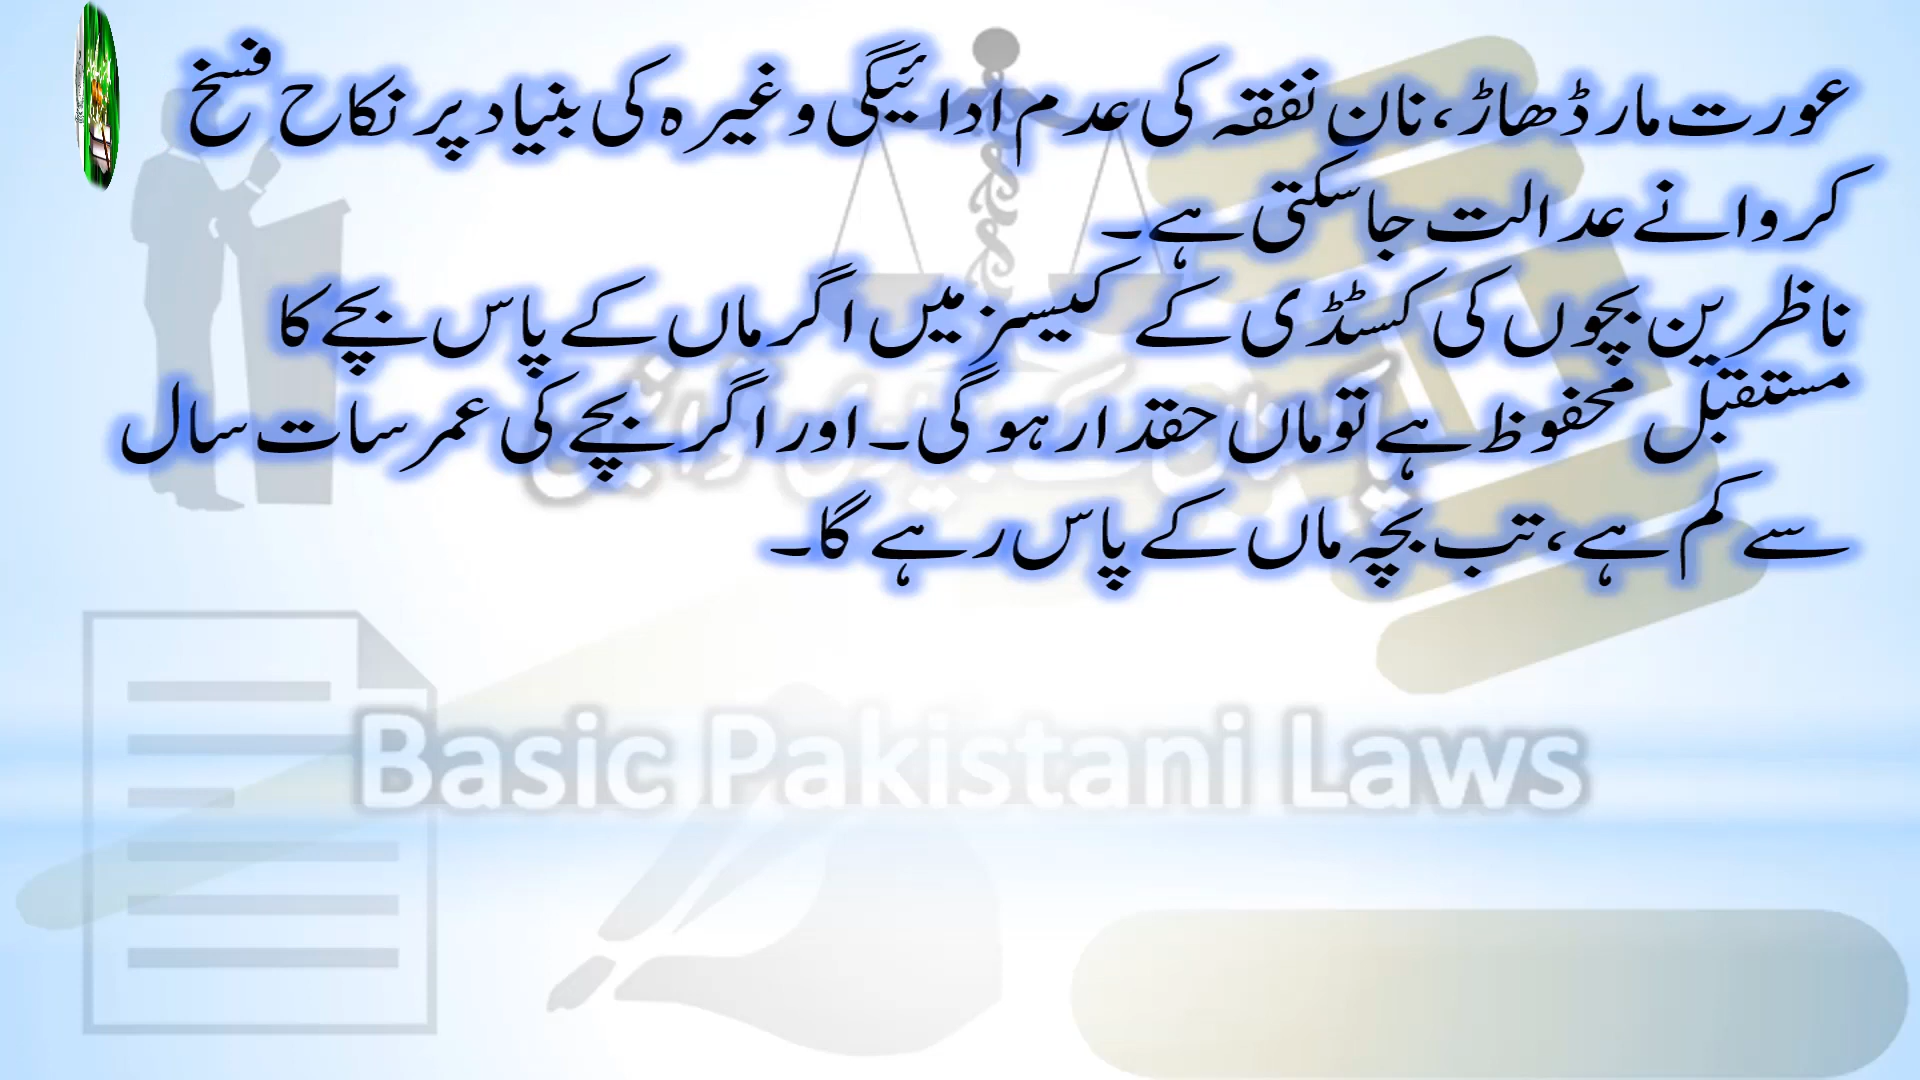 عورت مار ڈھاڑ، نان نفقہ کی عدم ادائیگی وغیرہ کی بنیاد پر نکاح فسخ
کروانے عدالت جا سکتی ہے۔
ناظرین بچوں کی کسٹڈی کے کیسز میں اگر ماں کے پاس بچے کا
مستقبل محفوظ ہے تو ماں حقدار ہو گی۔ اور اگر بچے کی عمر سات سال
سے کم ہے، تب بچہ ماں کے پاس رہے گا۔
Basic Pakistani Laws